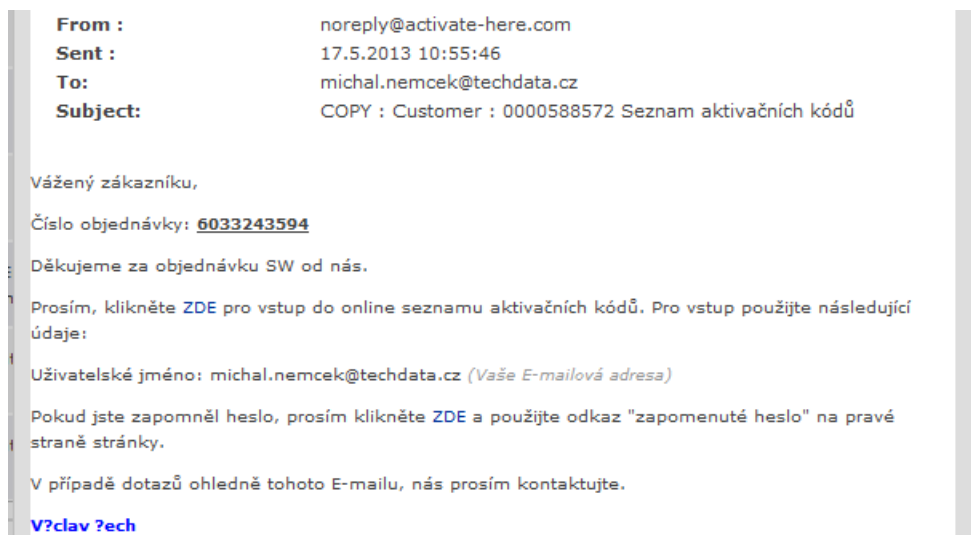 From : noreply@activate-here.com
Sent : 17.5.2013 10:55:46
To: michal.nemcek@techdata.cz
Subject: COPY : Customer : 0000588572 Seznam aktivačních kódů
Vážený zákazníku,
Číslo objednávky: 6033243594
Děkujeme za objednávku SW od nás.
Prosím, klikněte ZDE pro vstup do online seznamu aktivačních kódů. Pro vstup použijte následující
údaje:
Uživatelské jméno: michal.nemcek@techdata.cz (Vaše E-mailová adresa)
Pokud jste zapomněl heslo, prosím klikněte ZDE a použijte odkaz "zapomenuté heslo" na pravé
straně stránky.
V případě dotazů ohledně tohoto E-mailu, nás prosím kontaktujte.
V?clav ?ech